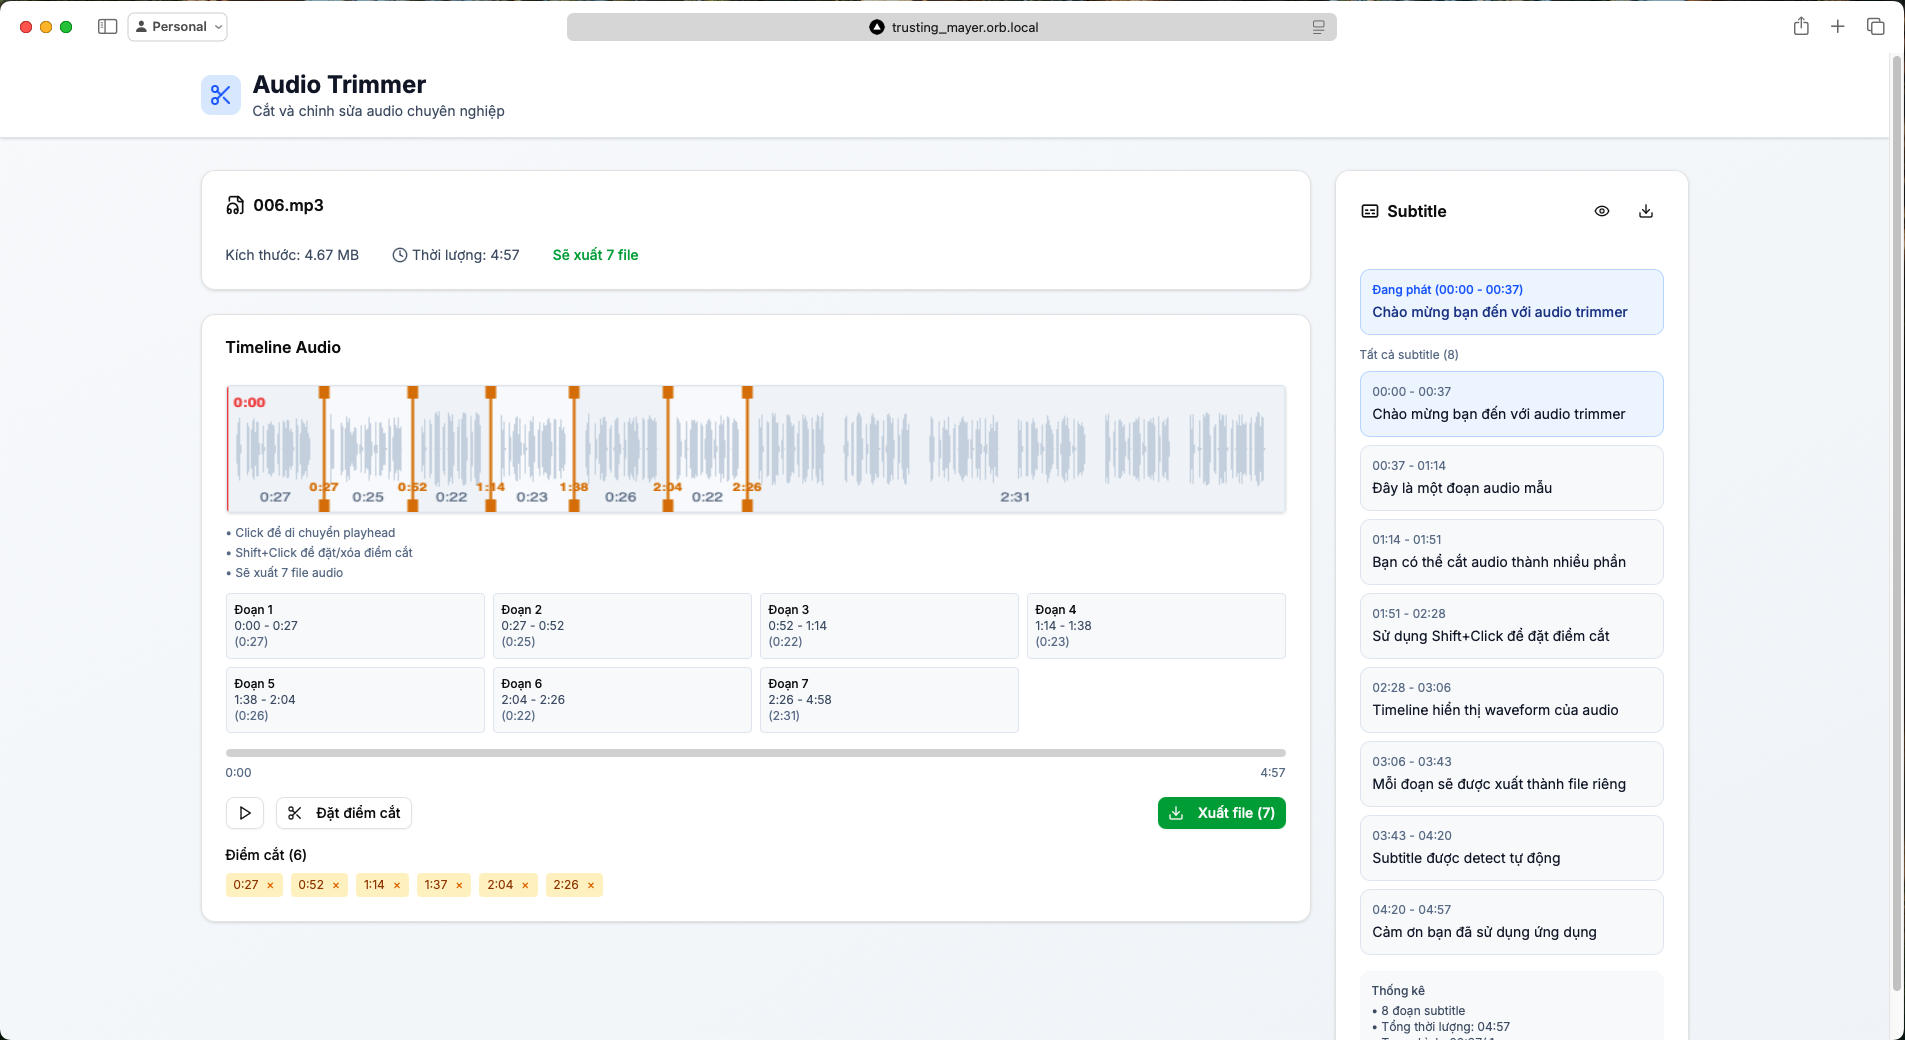 Personal
trusting_mayer.orb.local
Audio Trimmer
Cắt và chỉnh sửa audio chuyên nghiệp
006.mp3
Kích thước: 4.67 MB
Thời lượng: 4:57
Sẽ xuất 7 file
Timeline Audio
0:00
0:27 0:52 1:14 1:38 2:04 2:26
0:27 0:25 0:22 0:23 0:26 0:22 2:31
• Click để di chuyển playhead
• Shift+Click để đặt/xóa điểm cắt
• Sẽ xuất 7 file audio
Đoạn 1
0:00 - 0:27
(0:27)
Đoạn 2
0:27 - 0:52
(0:25)
Đoạn 3
0:52 - 1:14
(0:22)
Đoạn 4
1:14 - 1:38
(0:23)
Đoạn 5
1:38 - 2:04
(0:26)
Đoạn 6
2:04 - 2:26
(0:22)
Đoạn 7
2:26 - 4:58
(2:31)
0:00
4:57
Đặt điểm cắt
Xuất file (7)
Điểm cắt (6)
0:27 × 0:52 × 1:14 × 1:37 × 2:04 × 2:26 ×
Subtitle
Đang phát (00:00 - 00:37)
Chào mừng bạn đến với audio trimmer
Tất cả subtitle (8)
00:00 - 00:37
Chào mừng bạn đến với audio trimmer
00:37 - 01:14
Đây là một đoạn audio mẫu
01:14 - 01:51
Bạn có thể cắt audio thành nhiều phần
01:51 - 02:28
Sử dụng Shift+Click để đặt điểm cắt
02:28 - 03:06
Timeline hiển thị waveform của audio
03:06 - 03:43
Mỗi đoạn sẽ được xuất thành file riêng
03:43 - 04:20
Subtitle được detect tự động
04:20 - 04:57
Cảm ơn bạn đã sử dụng ứng dụng
Thống kê
• 8 đoạn subtitle
• Tổng thời lượng: 04:57